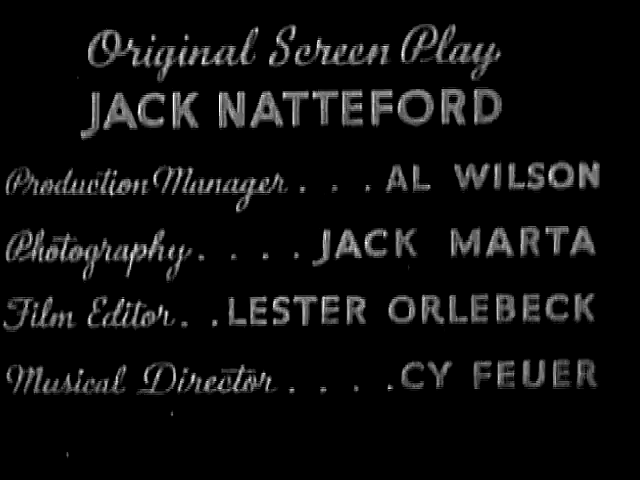 Original Screen Play
JACK NATTEFORD
Production Manager . . . AL WILSON
Photography . . . . JACK MARTA
Film Editor . . LESTER ORLEBECK
Musical Director . . . . CY FEUER